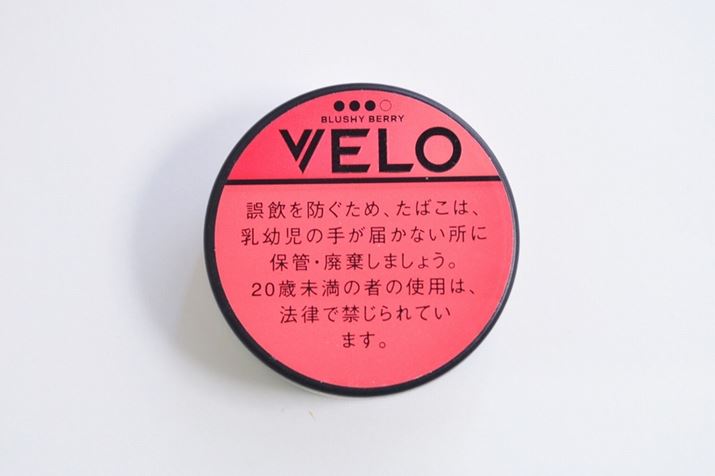 BLUSHY BERRY
VELO
誤飲を防ぐため、たばこは、
乳幼児の手が届かない所に
保管・廃棄しましょう。
20歳未満の者の使用は、
法律で禁じられてい
ます。